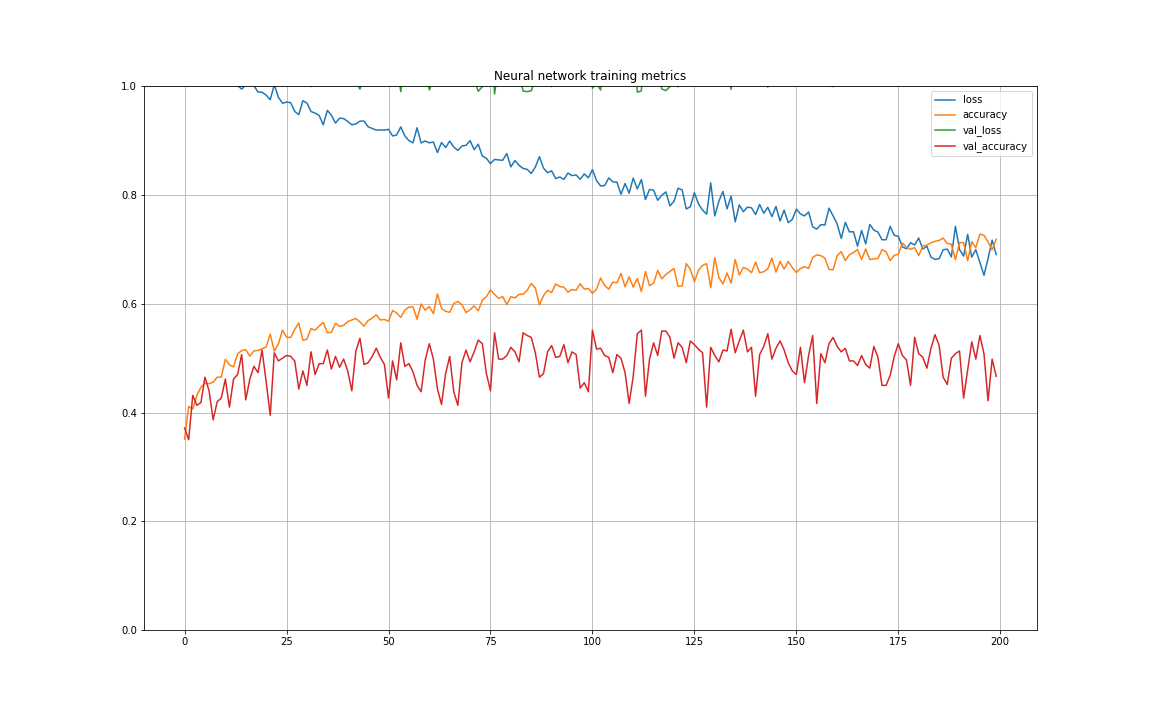 Neural network training metrics
1.0
0.8
0.6
0.4
0.2
0.0
loss
accuracy
val_loss
val_accuracy
0 25 50 75 100 125 150 175 200